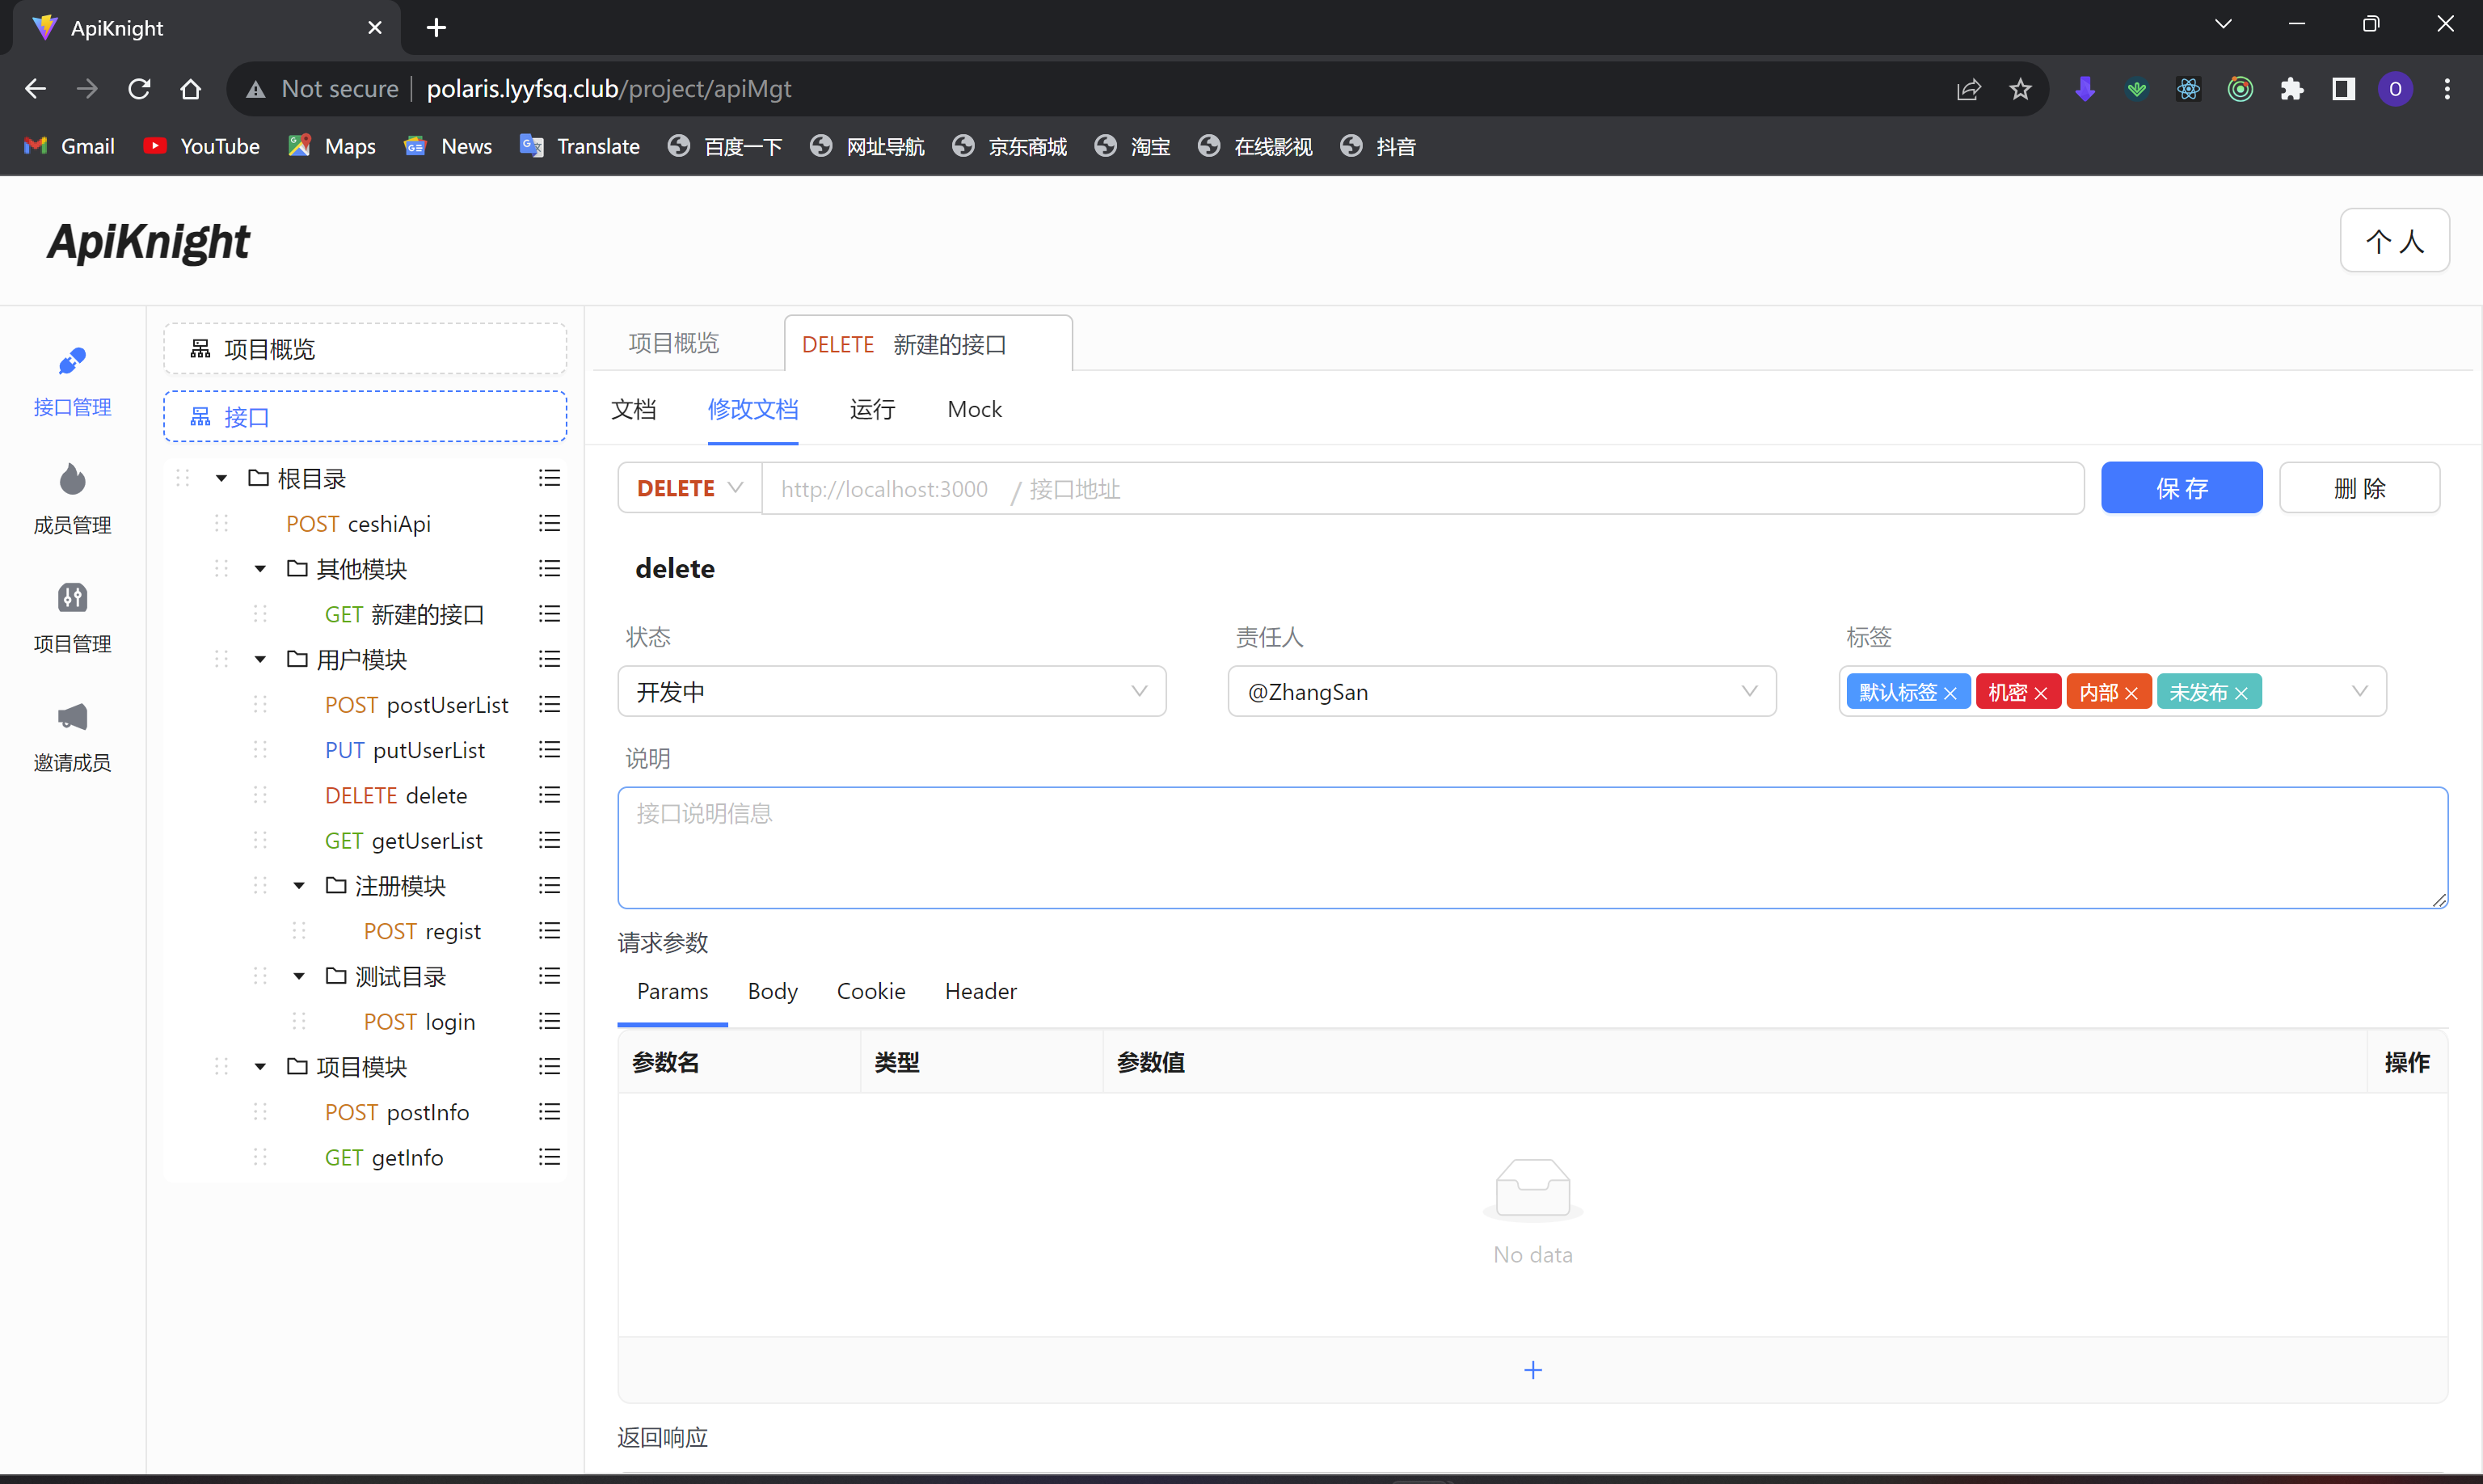 ApiKnight
Not secure polaris.lyyfsq.club/project/apiMgt
O
Gmail YouTube Maps News Translate 百度一下 网址导航 京东商城 淘宝 在线影视 抖音
ApiKnight
个人
接口管理
成员管理
项目管理
邀请成员
项目概览
接口
根目录
POST ceshiApi
其他模块
GET 新建的接口
用户模块
POST postUserList
PUT putUserList
DELETE delete
GET getUserList
注册模块
POST regist
测试目录
POST login
项目模块
POST postInfo
GET getInfo
项目概览 DELETE 新建的接口
文档 修改文档 运行 Mock
DELETE http://localhost:3000 / 接口地址 保存 删除
delete
状态 责任人 标签
开发中 @ZhangSan 默认标签 机密 内部 未发布
说明
接口说明信息
请求参数
Params Body Cookie Header
参数名 类型 参数值 操作
No data
返回响应